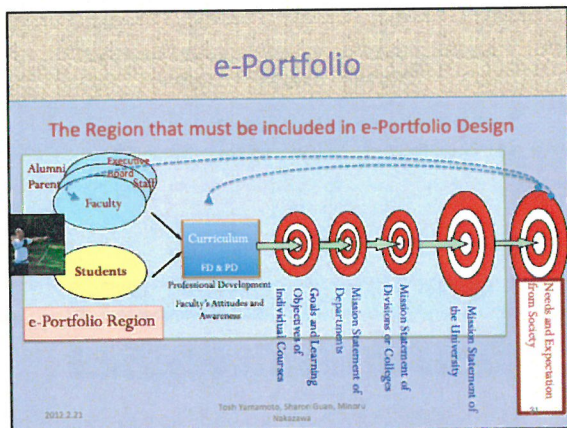 e-Portfolio
The Region that must be included in e-Portfolio Design
Alumni
Parent
Executive
Board
Staff
Faculty
Students
Curriculum
FD & PD
Professional Development
Faculty's Attitudes and
Awareness
e-Portfolio Region
Goals and Learning
Objectives of
Individual Courses
Mission Statement of
Departments
Mission Statement of
Divisions or Colleges
Mission Statement of
the University
Needs and Expectation
from Society
2012.2.21
Tosh Yamamoto, Sharon Guan, Minoru
Nakazawa